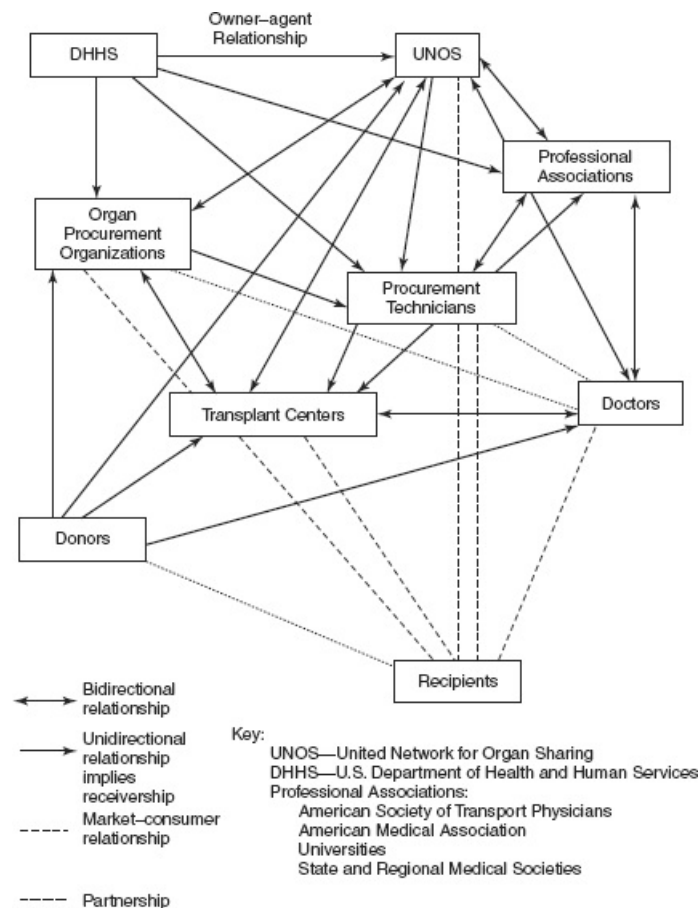 Owner–agent
Relationship
DHHS
UNOS
Professional
Associations
Organ
Procurement
Organizations
Procurement
Technicians
Transplant Centers
Doctors
Donors
Recipients
Bidirectional
relationship
Unidirectional
relationship
implies
receivership
Market–consumer
relationship
Partnership
Key:
UNOS—United Network for Organ Sharing
DHHS—U.S. Department of Health and Human Services
Professional Associations:
American Society of Transport Physicians
American Medical Association
Universities
State and Regional Medical Societies